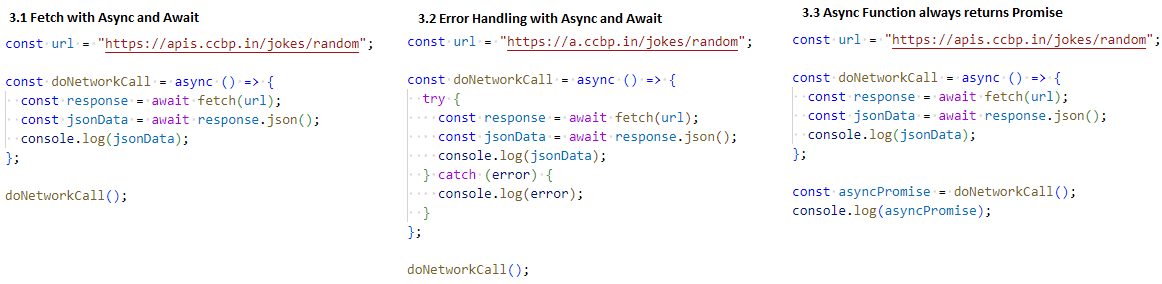 3.1 Fetch with Async and Await
const url = "https://apis.ccbp.in/jokes/random";
const doNetworkCall = async () => {
  const response = await fetch(url);
  const jsonData = await response.json();
  console.log(jsonData);
};
doNetworkCall();
3.2 Error Handling with Async and Await
const url = "https://a.ccbp.in/jokes/random";
const doNetworkCall = async () => {
  try {
    const response = await fetch(url);
    const jsonData = await response.json();
    console.log(jsonData);
  } catch (error) {
    console.log(error);
  }
};
doNetworkCall();
3.3 Async Function always returns Promise
const url = "https://apis.ccbp.in/jokes/random";
const doNetworkCall = async () => {
  const response = await fetch(url);
  const jsonData = await response.json();
  console.log(jsonData);
};
const asyncPromise = doNetworkCall();
console.log(asyncPromise);